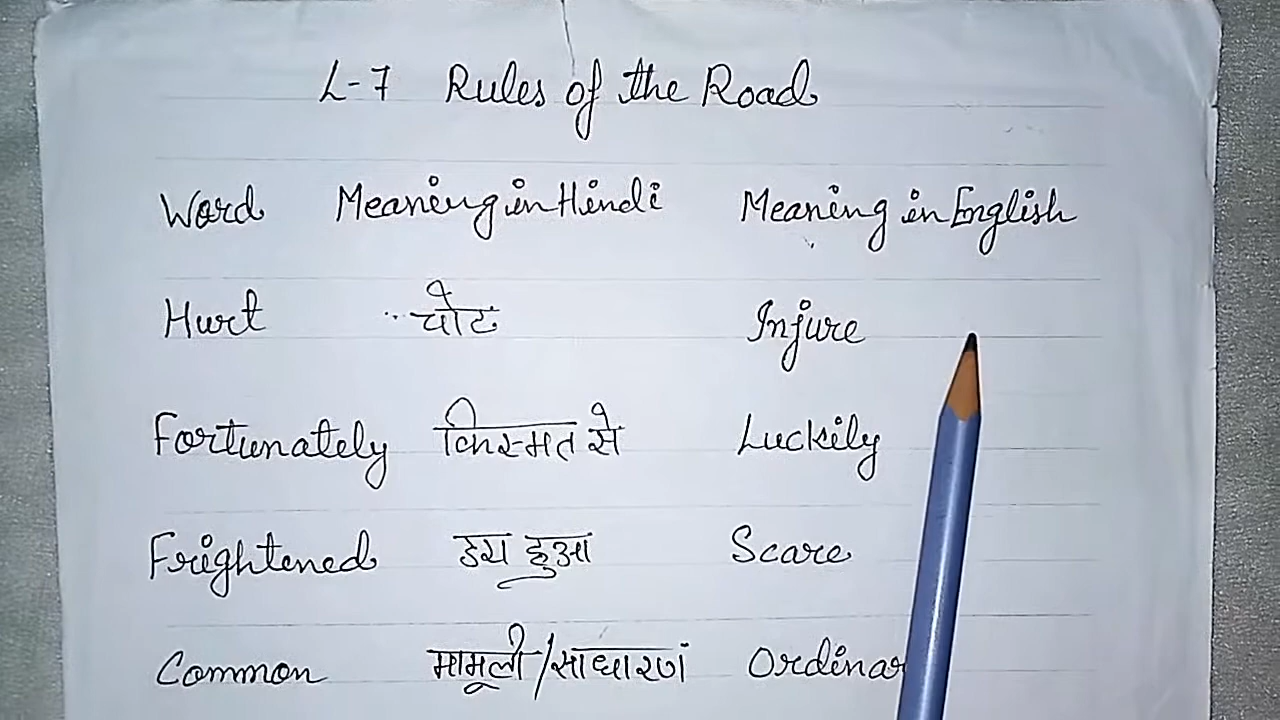 L-7 Rules of the Road
Word Meaning in Hindi Meaning in English
Hurt चोट Injure
Fortunately किस्मत से Luckily
Frightened डरा हुआ Scare
Common मामूली/साधारण Ordinar